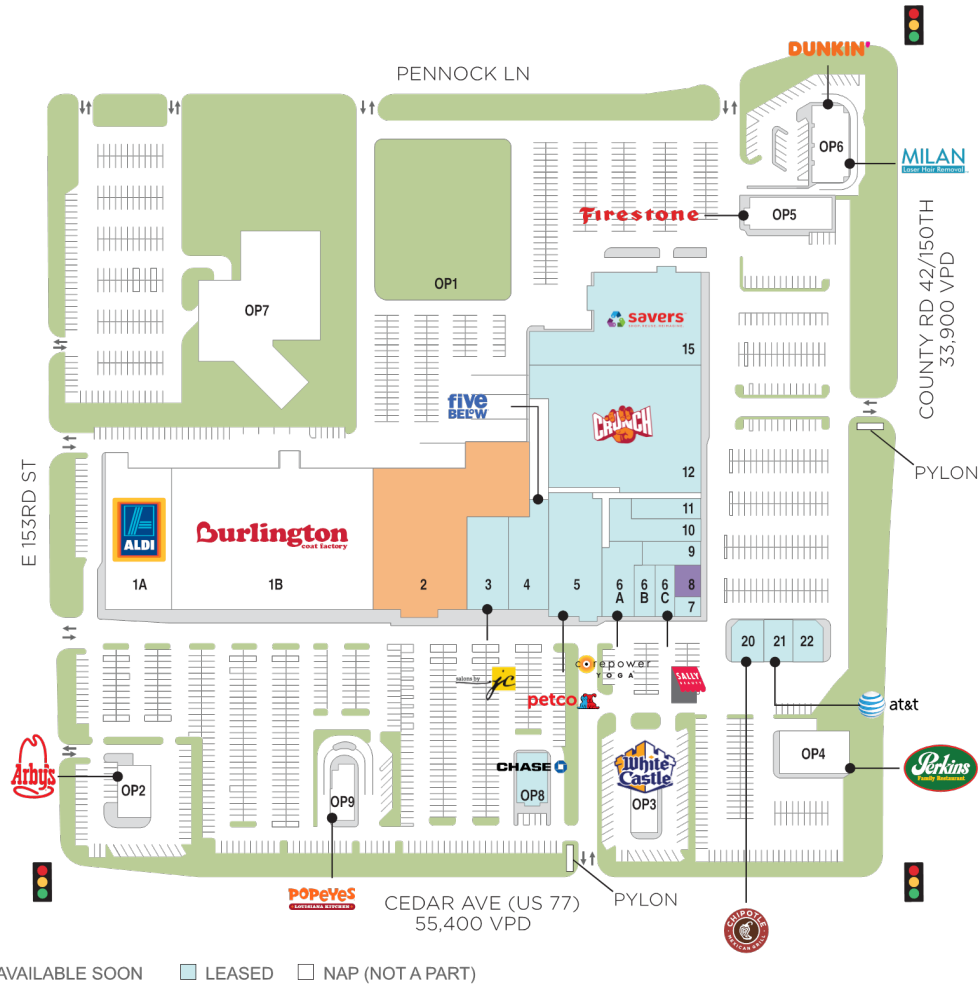 DUNKIN'
PENNOCK LN
OP6
MILAN
Laser Hair Removal
Firestone
OP5
COUNTY RD 42/150TH
33,900 VPD
OP1
OP7
savers
15
five
BELOW
CRUNCH
12
PYLON
E 153RD ST
ALDI
1A
Burlington
coat factory
1B
2
3
4
5
6
A
6
B
6
C
7
8
9
10
11
20
21
22
salons by
jc
petco
corepower
YOGA
SALLY
BEAUTY
at&t
Arby's
OP2
OP9
CHASE
OP8
White
Castle
OP3
OP4
Perkins
Family Restaurant
POPEYES
LOUISIANA KITCHEN
CEDAR AVE (US 77)
55,400 VPD
PYLON
CHIPOTLE
MEXICAN GRILL
AVAILABLE SOON
LEASED
NAP (NOT A PART)